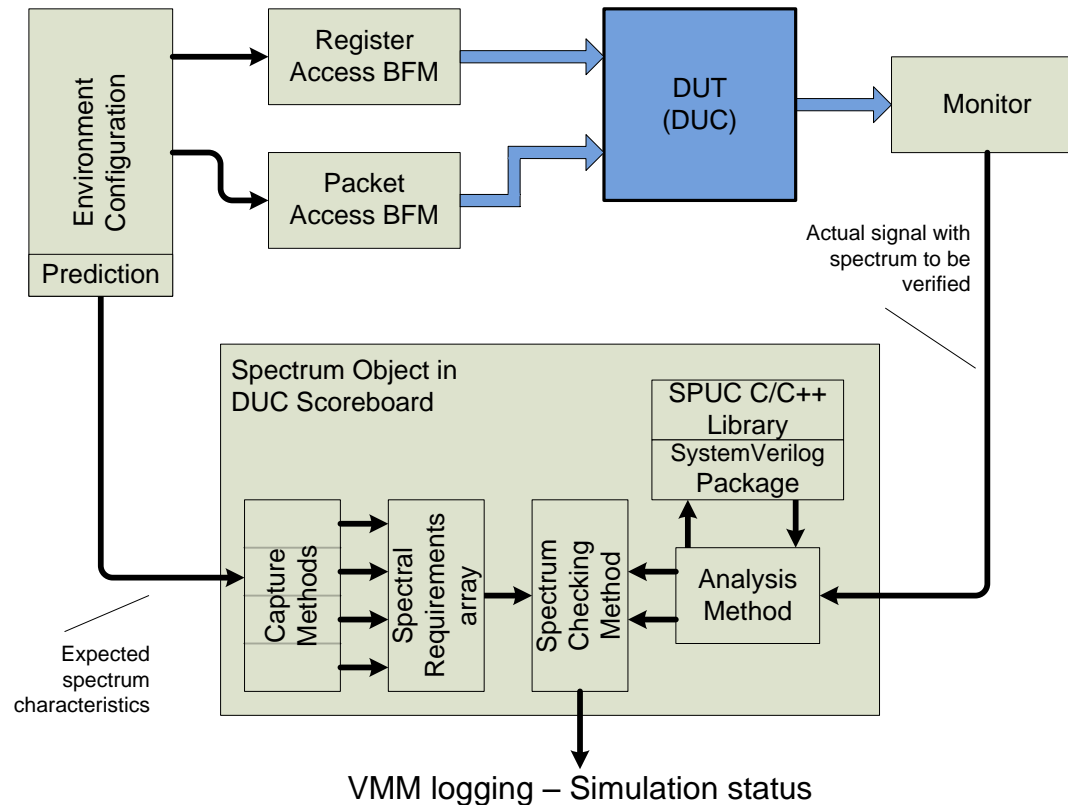 Environment
Configuration
Prediction
Register
Access BFM
Packet
Access BFM
DUT
(DUC)
Monitor
Actual signal with
spectrum to be
verified
Spectrum Object in
DUC Scoreboard
SPUC C/C++
Library
SystemVerilog
Package
Capture
Methods
Spectral
Requirements
array
Spectrum
Checking
Method
Analysis
Method
Expected
spectrum
characteristics
VMM logging – Simulation status